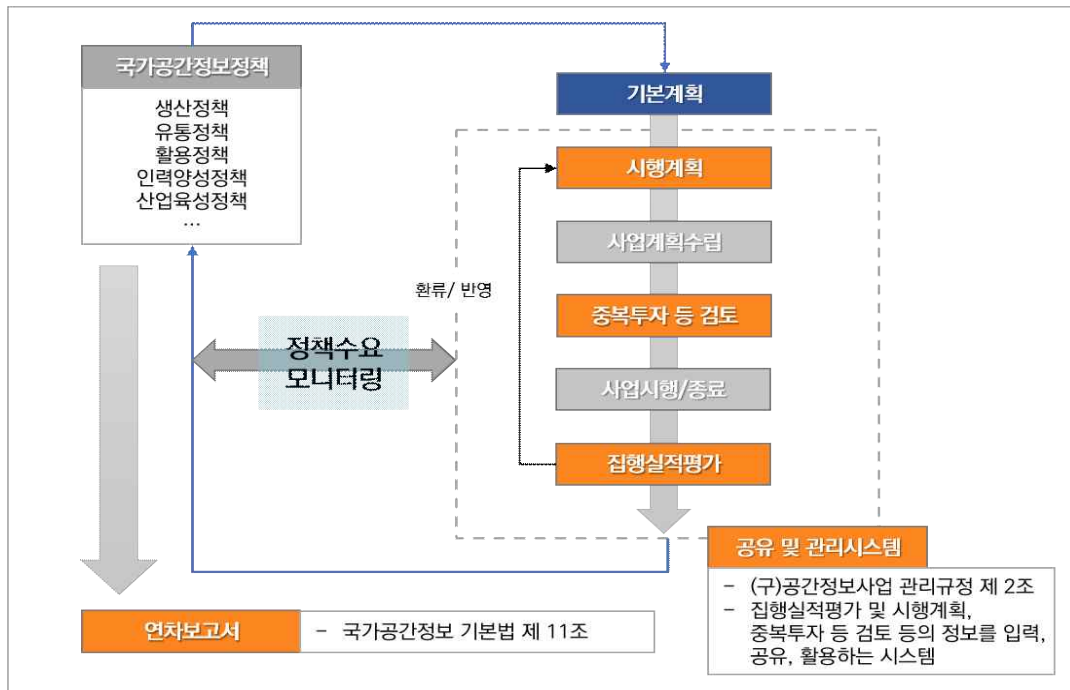 국가공간정보정책
생산정책
유통정책
활용정책
인력양성정책
산업육성정책
...
기본계획
시행계획
사업계획수립
환류/ 반영
중복투자 등 검토
정책수요
모니터링
사업시행/종료
집행실적평가
공유 및 관리시스템
- (구)공간정보사업 관리규정 제 2조
- 집행실적평가 및 시행계획,
중복투자 등 검토 등의 정보를 입력,
공유, 활용하는 시스템
연차보고서
- 국가공간정보 기본법 제 11조